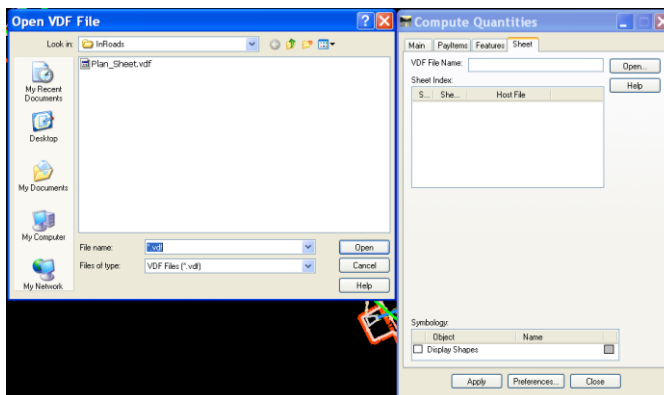 Open VDF File
Look in: InRoads
Plan_Sheet.vdf
My Recent
Documents
Desktop
My Documents
My Computer
My Network
File name: *.vdf
Files of type: VDF Files (*.vdf)
Open
Cancel
Help
Compute Quantities
Main PayItems Features Sheet
VDF File Name:
Open...
Help
Sheet Index:
S... She... Host File
Symbology:
Object Name
Display Shapes
Apply Preferences... Close